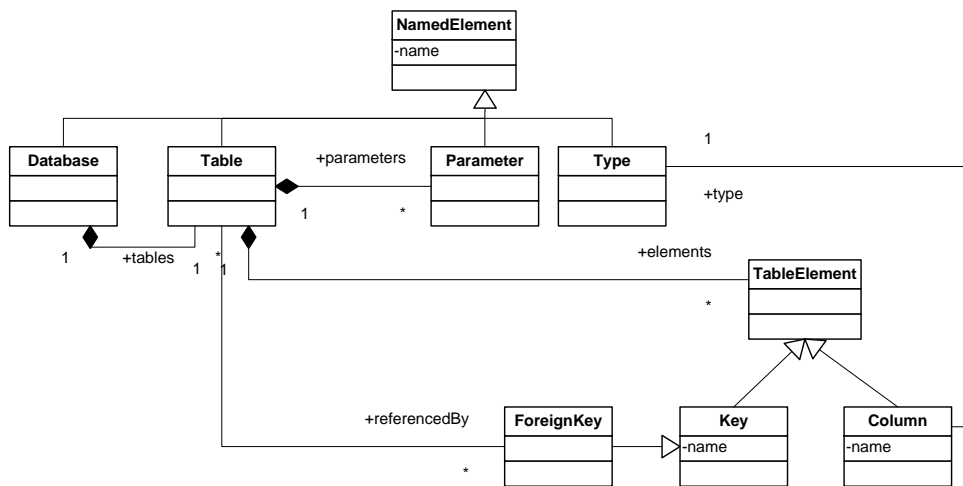 NamedElement
-name
Database
Table
+parameters
Parameter
Type
1
1
*
+type
1
+tables
1
*
1
+elements
TableElement
*
+referencedBy
ForeignKey
Key
Column
-name
-name
*